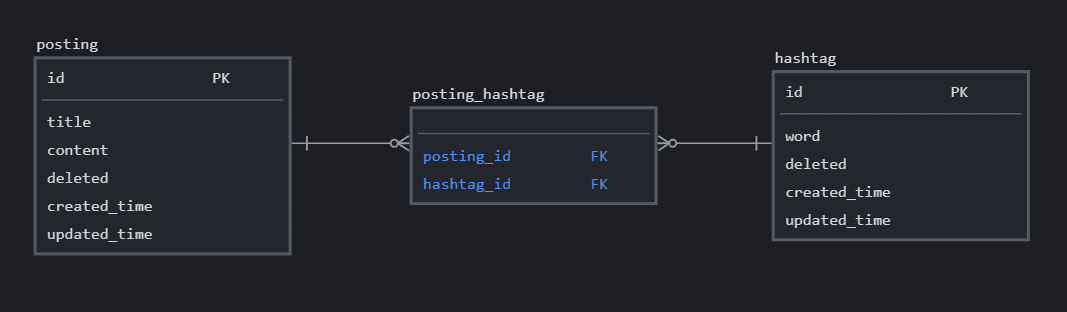 posting
id PK
title
content
deleted
created_time
updated_time
posting_hashtag
posting_id FK
hashtag_id FK
hashtag
id PK
word
deleted
created_time
updated_time